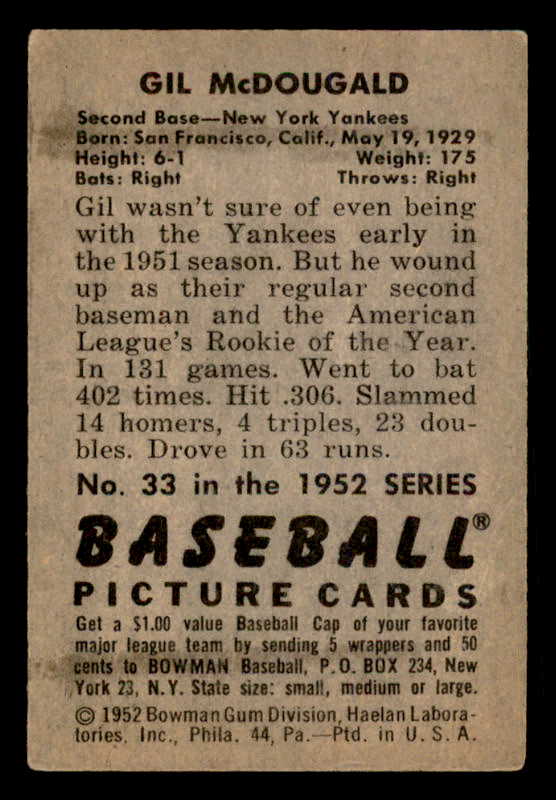 GIL McDOUGALD
Second Base—New York Yankees
Born: San Francisco, Calif., May 19, 1929
Height: 6-1 Weight: 175
Bats: Right Throws: Right
Gil wasn't sure of even being
with the Yankees early in
the 1951 season. But he wound
up as their regular second
baseman and the American
League's Rookie of the Year.
In 131 games. Went to bat
402 times. Hit .306. Slammed
14 homers, 4 triples, 23 dou-
bles. Drove in 63 runs.
No. 33 in the 1952 SERIES
BASEBALL®
PICTURE CARDS
Get a $1.00 value Baseball Cap of your favorite
major league team by sending 5 wrappers and 50
cents to BOWMAN Baseball, P.O. BOX 234, New
York 23, N.Y. State size: small, medium or large.
© 1952 Bowman Gum Division, Haelan Labora-
tories, Inc., Phila. 44, Pa.—Ptd. in U. S. A.